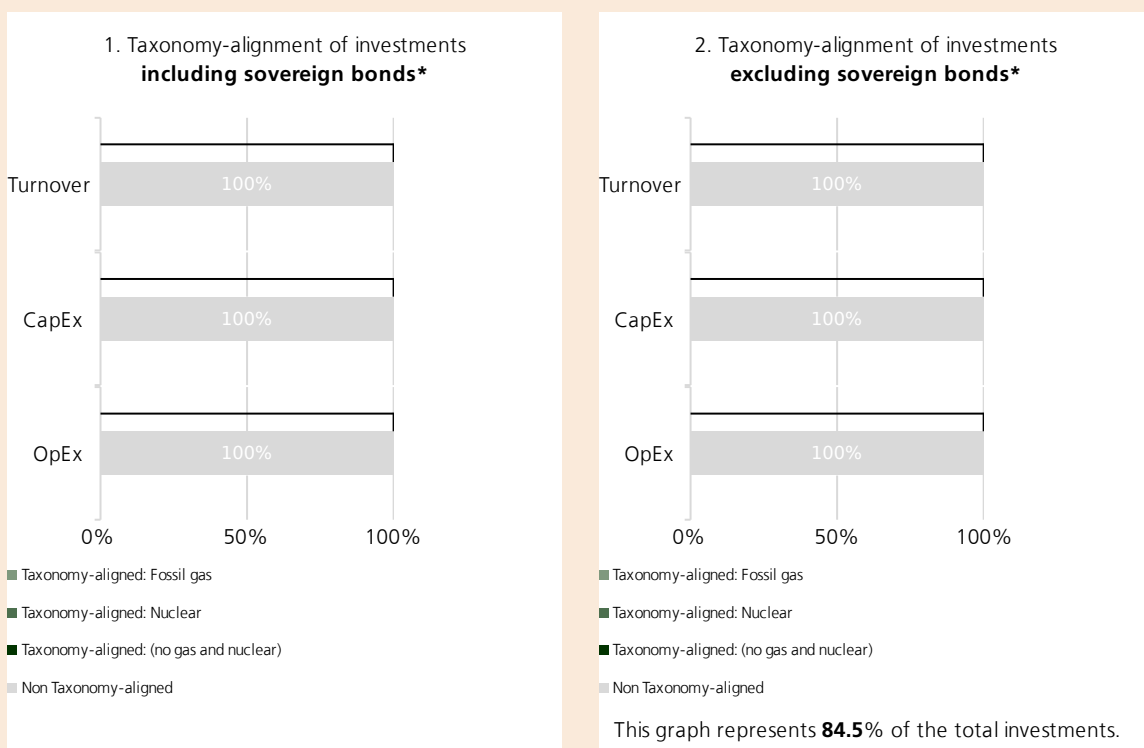 1. Taxonomy-alignment of investments
including sovereign bonds*
Turnover
100%
CapEx
100%
OpEx
100%
0% 50% 100%
Taxonomy-aligned: Fossil gas
Taxonomy-aligned: Nuclear
Taxonomy-aligned: (no gas and nuclear)
Non Taxonomy-aligned
2. Taxonomy-alignment of investments
excluding sovereign bonds*
Turnover
100%
CapEx
100%
OpEx
100%
0% 50% 100%
Taxonomy-aligned: Fossil gas
Taxonomy-aligned: Nuclear
Taxonomy-aligned: (no gas and nuclear)
Non Taxonomy-aligned
This graph represents 84.5% of the total investments.